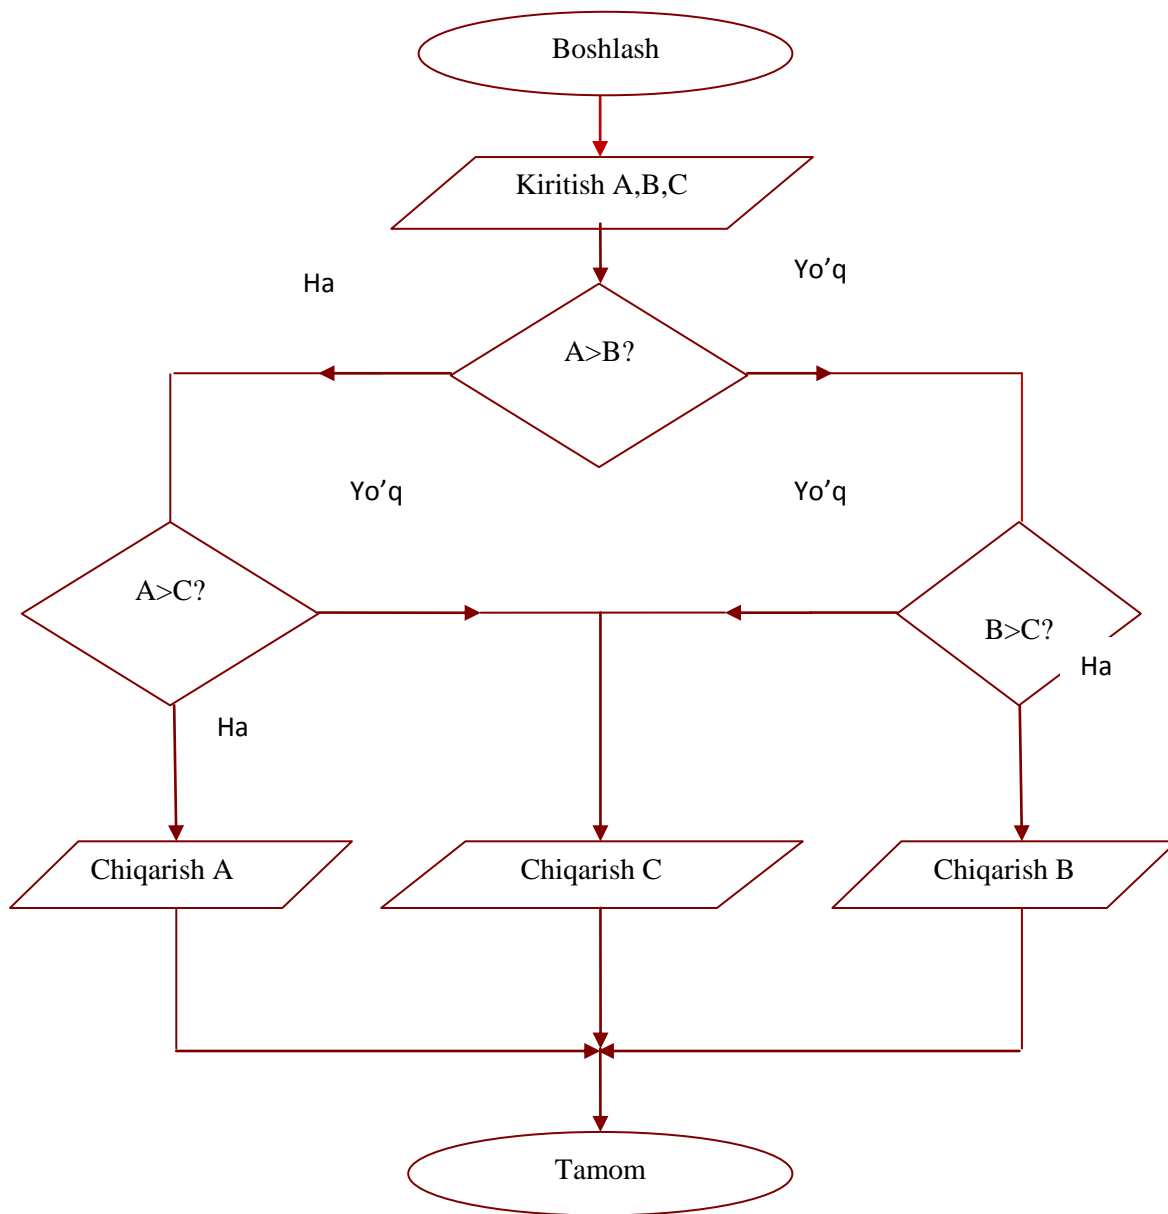 Boshlash
Kiritish A,B,C
Ha
Yo’q
A>B?
Yo’q
Yo’q
A>C?
B>C?
Ha
Ha
Chiqarish A
Chiqarish C
Chiqarish B
Tamom